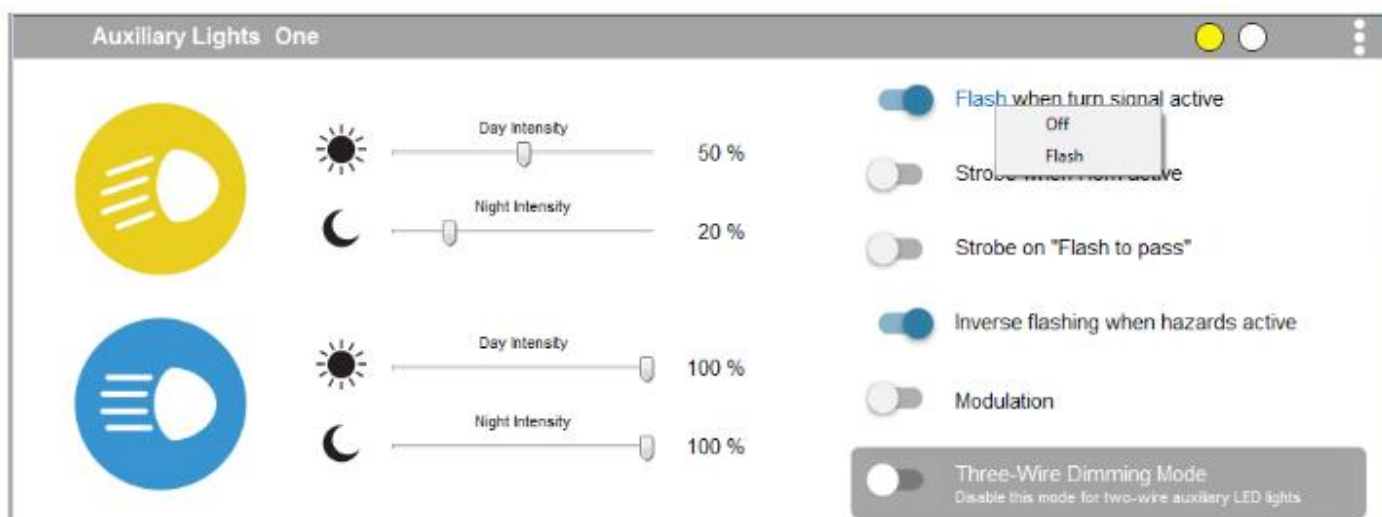 Auxiliary Lights One
Day Intensity
50 %
Night Intensity
20 %
Day Intensity
100 %
Night Intensity
100 %
Flash when turn signal active
Off
Flash
Strobe when Horn active
Strobe on "Flash to pass"
Inverse flashing when hazards active
Modulation
Three-Wire Dimming Mode
Disable this mode for two-wire auxiliary LED lights